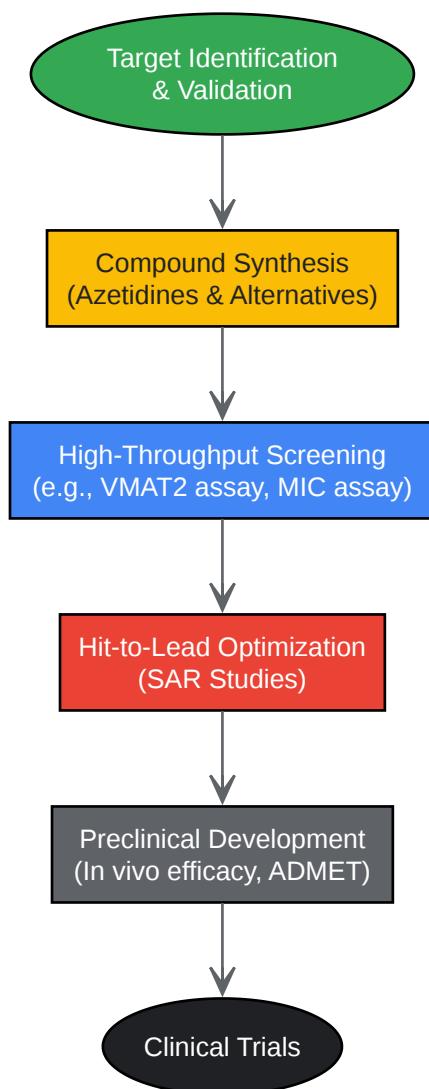 Target Identification
& Validation
Compound Synthesis
(Azetidines & Alternatives)
High-Throughput Screening
(e.g., VMAT2 assay, MIC assay)
Hit-to-Lead Optimization
(SAR Studies)
Preclinical Development
(In vivo efficacy, ADMET)
Clinical Trials